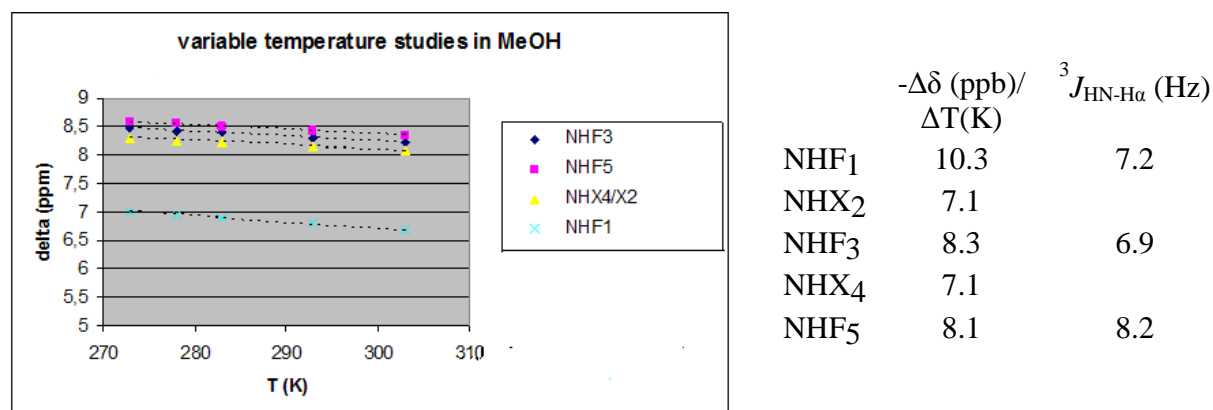 variable temperature studies in MeOH
delta (ppm)
9
8,5
8
7,5
7
6,5
6
5,5
5
270 280 290 300 310
T (K)
NHF3
NHF5
NHX4/X2
NHF1
-Δδ (ppb)/ ³J_HN-Hα (Hz)
ΔT(K)
NHF1 10.3 7.2
NHX2 7.1
NHF3 8.3 6.9
NHX4 7.1
NHF5 8.1 8.2